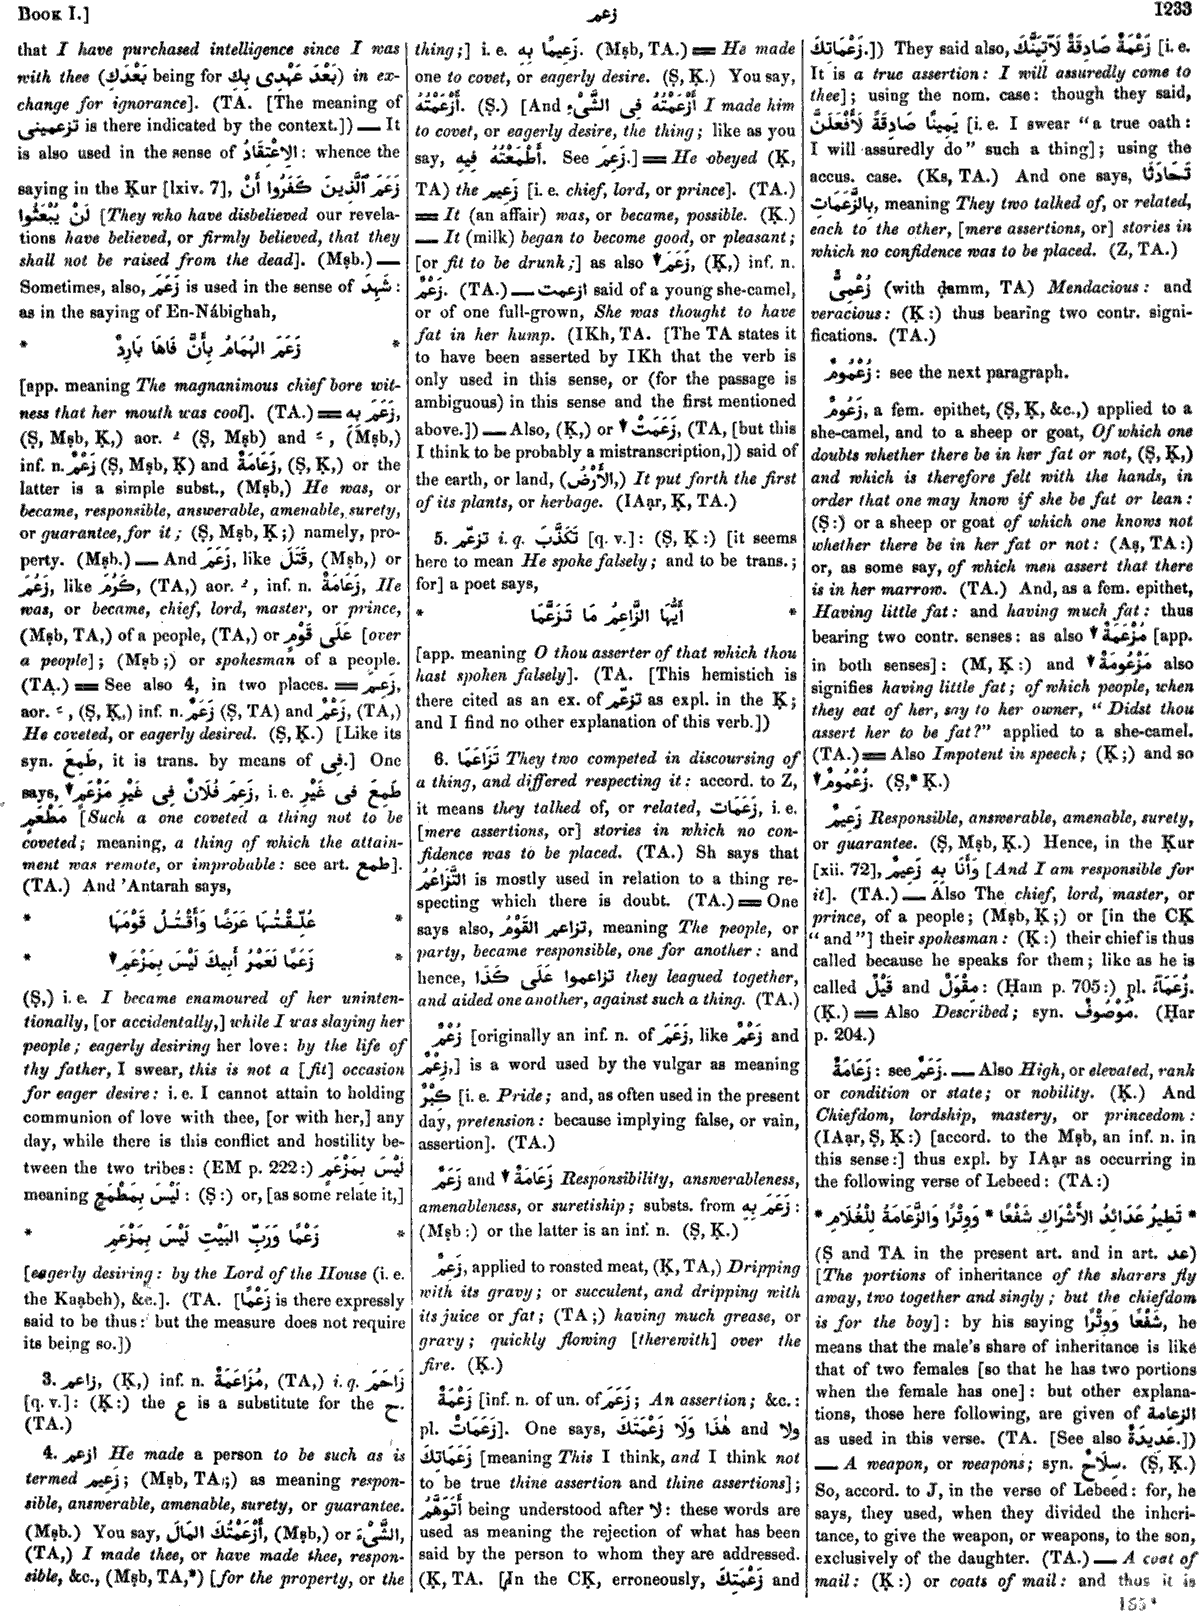 Book I.]
زعم
1233
that I have purchased intelligence since I was
with thee (بَعْدَكَ being for بَعْدَ عَهْدِى بِكَ) in ex-
change for ignorance]. (TA. [The meaning of
تزعمينى is there indicated by the context.]) — It
is also used in the sense of الاِعْتِقَادُ: whence the
saying in the Ḳur [lxiv. 7], زَعَمَ ٱلَّذِينَ كَفَرُوا أَنْ
لَنْ يُبْعَثُوا [They who have disbelieved our revela-
tions have believed, or firmly believed, that they
shall not be raised from the dead]. (Mṣb.) —
Sometimes, also, زَعَمَ is used in the sense of شَهِدَ:
as in the saying of En-Nábighah,
* زَعَمَ الهُمَامُ بِأَنَّ فَاهَا بَارِدٌ *
[app. meaning The magnanimous chief bore wit-
ness that her mouth was cool]. (TA.) ＝ زَعَمَ بِهِ,
(Ṣ, Mṣb, Ḳ,) aor. ـُ (Ṣ, Mṣb) and ـَ , (Mṣb,)
inf. n. زَعْمٌ (Ṣ, Mṣb, Ḳ) and زَعَامَةٌ, (Ṣ, Ḳ,) or the
latter is a simple subst., (Mṣb,) He was, or
became, responsible, answerable, amenable, surety,
or guarantee, for it; (Ṣ, Mṣb, Ḳ;) namely, pro-
perty. (Mṣb.) — And زَعَمَ, like قَتَلَ, (Mṣb,) or
زَعُمَ, like كَرُمَ, (TA,) aor. ـُ , inf. n. زَعَامَةٌ, He
was, or became, chief, lord, master, or prince,
(Mṣb, TA,) of a people, (TA,) or عَلَى قَوْمٍ [over
a people]; (Mṣb;) or spokesman of a people.
(TA.) ＝ See also 4, in two places. ＝ زَعِمَ,
aor. ـَ , (Ṣ, Ḳ,) inf. n. زَعَمٌ (Ṣ, TA) and زَعْمٌ, (TA,)
He coveted, or eagerly desired. (Ṣ, Ḳ.) [Like its
syn. طَمِعَ, it is trans. by means of فِى.] One
says, زَعِمَ فُلَانٌ فِى غَيْرِ مَزْعَمٍ, i. e. طَمِعَ فى غَيْرِ
مَطْعَمٍ [Such a one coveted a thing not to be
coveted; meaning, a thing of which the attain-
ment was remote, or improbable: see art. طمع].
(TA.) And 'Antarah says,
* عُلِّقْتُهَا عَرَضًا وَأَقْتُلُ قَوْمَهَا *
* زَعَمًا لَعَمْرُ أَبِيكَ لَيْسَ بِمَزْعَمِ *
(Ṣ,) i. e. I became enamoured of her uninten-
tionally, [or accidentally,] while I was slaying her
people; eagerly desiring her love: by the life of
thy father, I swear, this is not a [fit] occasion
for eager desire: i. e. I cannot attain to holding
communion of love with thee, [or with her,] any
day, while there is this conflict and hostility be-
tween the two tribes: (EM p. 222:) لَيْسَ بِمَزْعَمِ
meaning لَيْسَ بِمَطْمَعٍ: (Ṣ:) or, [as some relate it,]
* زَعْمًا وَرَبِّ البَيْتِ لَيْسَ بِمَزْعَمِ *
[eagerly desiring: by the Lord of the House (i. e.
the Kaạbeh), &c.]. (TA. [زَعْمًا is there expressly
said to be thus: but the measure does not require
its being so.])
3. زاعم, (Ḳ,) inf. n. مُزَاعَمَةٌ, (TA,) i. q. زَاحَمَ
[q. v.]: (Ḳ:) the ع is a substitute for the ح.
(TA.)
4. ازعم He made a person to be such as is
termed زَعِيم; (Mṣb, TA;) as meaning respon-
sible, answerable, amenable, surety, or guarantee.
(Mṣb.) You say, أَزْعَمْتُكَ المَالَ, (Mṣb,) or الشَّىْءَ,
(TA,) I made thee, or have made thee, respon-
sible, &c., (Mṣb, TA,*) [for the property, or the
thing;] i. e. زَعِيمًا بِهِ. (Mṣb, TA.) ＝ He made
one to covet, or eagerly desire. (Ṣ, Ḳ.) You say,
أَزْعَمْتُهُ. (Ṣ.) [And أَزْعَمْتُهُ فِى الشَّىْءِ I made him
to covet, or eagerly desire, the thing; like as you
say, أَطْمَعْتُهُ فِيهِ. See زَعِمَ.] ＝ He obeyed (Ḳ,
TA) the زَعِيم [i. e. chief, lord, or prince]. (TA.)
＝ It (an affair) was, or became, possible. (Ḳ.)
— It (milk) began to become good, or pleasant;
[or fit to be drunk;] as also زَعَمَ, (Ḳ,) inf. n.
زَعْمٌ. (TA.) — ازعمت said of a young she-camel,
or of one full-grown, She was thought to have
fat in her hump. (IKh, TA. [The TA states it
to have been asserted by IKh that the verb is
only used in this sense, or (for the passage is
ambiguous) in this sense and the first mentioned
above.]) — Also, (Ḳ,) or زَعَمَتْ, (TA, [but this
I think to be probably a mistranscription,]) said of
the earth, or land, (الأَرْضُ,) It put forth the first
of its plants, or herbage. (IAạr, Ḳ, TA.)
5. تزعّم i. q. تَكَذَّبَ [q. v.]: (Ṣ, Ḳ:) [it seems
here to mean He spoke falsely; and to be trans.;
for] a poet says,
* أَيُّهَا الزَّاعِمُ مَا تَزَعَّمَا *
[app. meaning O thou asserter of that which thou
hast spoken falsely]. (TA. [This hemistich is
there cited as an ex. of تزعّم as expl. in the Ḳ;
and I find no other explanation of this verb.])
6. تَزَاعَمَا They two competed in discoursing of
a thing, and differed respecting it: accord. to Z,
it means they talked of, or related, زَعَمَات, i. e.
[mere assertions, or] stories in which no con-
fidence was to be placed. (TA.) Sh says that
التَّزَاعُمُ is mostly used in relation to a thing re-
specting which there is doubt. (TA.) ＝ One
says also, تزاعم القَوْمُ, meaning The people, or
party, became responsible, one for another: and
hence, تزاعموا عَلَى كَذَا they leagued together,
and aided one another, against such a thing. (TA.)
زُعْمٌ [originally an inf. n. of زَعَمَ, like زَعْمٌ and
زِعْمٌ,] is a word used by the vulgar as meaning
كِبْرٌ [i. e. Pride; and, as often used in the present
day, pretension: because implying false, or vain,
assertion]. (TA.)
زَعَمٌ and زَعَامَةٌ Responsibility, answerableness,
amenableness, or suretiship; substs. from زَعَمَ بِهِ:
(Mṣb:) or the latter is an inf. n. (Ṣ, Ḳ.)
زَعِمٌ, applied to roasted meat, (Ḳ, TA,) Dripping
with its gravy; or succulent, and dripping with
its juice or fat; (TA;) having much grease, or
gravy; quickly flowing [therewith] over the
fire. (Ḳ.)
زَعْمَةٌ [inf. n. of un. of زَعَمَ; An assertion; &c.:
pl. زَعَمَاتٌ]. One says, هٰذَا وَلَا زَعْمَتَكَ and ولا
زَعَمَاتِكَ [meaning This I think, and I think not
to be true thine assertion and thine assertions];
أَتَوَهَّمُ being understood after لا: these words are
used as meaning the rejection of what has been
said by the person to whom they are addressed.
(Ḳ, TA. [In the CḲ, erroneously, زَعْمَتِكَ and
زَعْمَاتِكَ.]) They said also, زَعْمَةٌ صَادِقَةٌ لَآتِيَنَّكَ [i. e.
It is a true assertion: I will assuredly come to
thee]; using the nom. case: though they said,
يَمِينًا صَادِقَةً لَأَفْعَلَنَّ [i. e. I swear "a true oath:
I will assuredly do" such a thing]; using the
accus. case. (Ks, TA.) And one says, تَحَادَثَا
بِالزَّعَمَاتِ, meaning They two talked of, or related,
each to the other, [mere assertions, or] stories in
which no confidence was to be placed. (Z, TA.)
زُعْمِىٌّ (with ḍamm, TA) Mendacious: and
veracious: (Ḳ:) thus bearing two contr. signi-
fications. (TA.)
زُعْمُومٌ: see the next paragraph.
زَعُومٌ, a fem. epithet, (Ṣ, Ḳ, &c.,) applied to a
she-camel, and to a sheep or goat, Of which one
doubts whether there be in her fat or not, (Ṣ, Ḳ,)
and which is therefore felt with the hands, in
order that one may know if she be fat or lean:
(Ṣ:) or a sheep or goat of which one knows not
whether there be in her fat or not: (Aṣ, TA:)
or, as some say, of which men assert that there
is in her marrow. (TA.) And, as a fem. epithet,
Having little fat: and having much fat: thus
bearing two contr. senses: as also مُزْعِمَةٌ [app.
in both senses]: (M, Ḳ:) and مَزْعُومَةٌ also
signifies having little fat; of which people, when
they eat of her, say to her owner, "Didst thou
assert her to be fat?" applied to a she-camel.
(TA.) ＝ Also Impotent in speech; (Ḳ;) and so
زُعْمُومٌ. (Ṣ,* Ḳ.)
زَعِيمٌ Responsible, answerable, amenable, surety,
or guarantee. (Ṣ, Mṣb, Ḳ.) Hence, in the Ḳur
[xii. 72], وَأَنَا بِهِ زَعِيمٌ [And I am responsible for
it]. (TA.) — Also The chief, lord, master, or
prince, of a people; (Mṣb, Ḳ;) or [in the CḲ
"and"] their spokesman: (Ḳ:) their chief is thus
called because he speaks for them; like as he is
called قَيْلٌ and مِقْوَلٌ: (Ḥam p. 705:) pl. زُعَمَآءُ.
(Ḳ.) ＝ Also Described; syn. مَوْصُوفٌ. (Ḥar
p. 204.)
زَعَامَةٌ: see زَعَمٌ. — Also High, or elevated, rank
or condition or state; or nobility. (Ḳ.) And
Chiefdom, lordship, mastery, or princedom:
(IAạr, Ṣ, Ḳ:) [accord. to the Mṣb, an inf. n. in
this sense:] thus expl. by IAạr as occurring in
the following verse of Lebeed: (TA:)
* تَطِيرُ عَدَائِدُ الأَشْرَاكِ شَفْعًا * وَوِتْرًا وَالزَّعَامَةُ لِلْغُلَامِ *
(Ṣ and TA in the present art. and in art. عد)
[The portions of inheritance of the sharers fly
away, two together and singly; but the chiefdom
is for the boy]: by his saying شَفْعًا وَوِتْرًا, he
means that the male's share of inheritance is like
that of two females [so that he has two portions
when the female has one]: but other explana-
tions, those here following, are given of الزعامة
as used in this verse. (TA. [See also عَدِيدَةٌ.])
— A weapon, or weapons; syn. سِلَاحٌ. (Ṣ, Ḳ.)
So, accord. to J, in the verse of Lebeed: for, he
says, they used, when they divided the inheri-
tance, to give the weapon, or weapons, to the son,
exclusively of the daughter. (TA.) — A coat of
mail: (Ḳ:) or coats of mail: and thus it is
155*